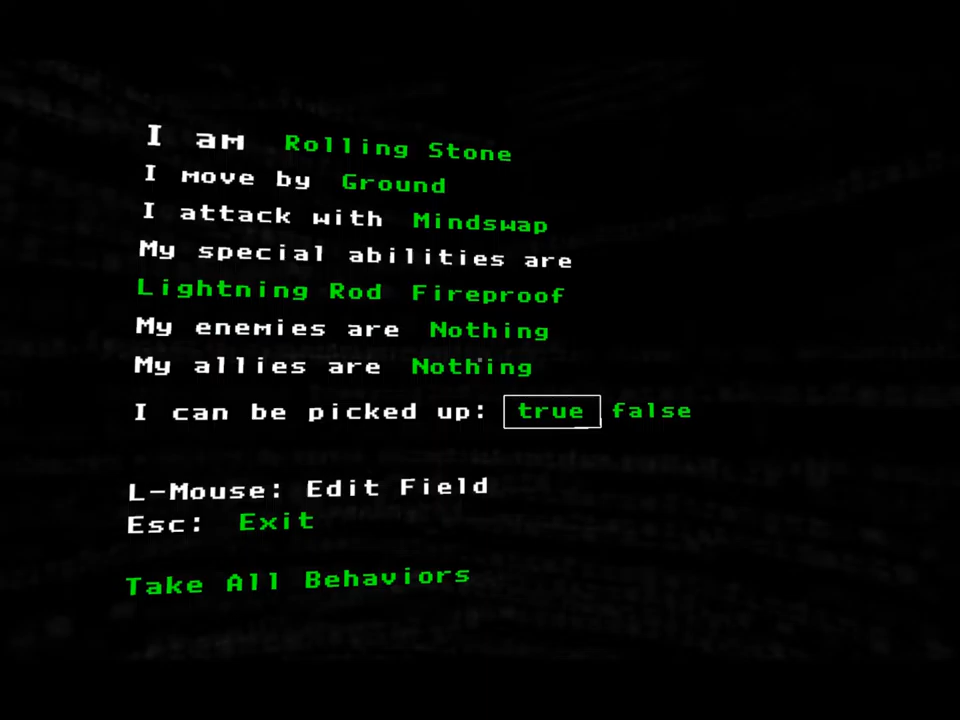 I am Rolling Stone
I move by Ground
I attack with Mindswap
My special abilities are
Lightning Rod Fireproof
My enemies are Nothing
My allies are Nothing
I can be picked up: true false
L-Mouse: Edit Field
Esc: Exit
Take All Behaviors